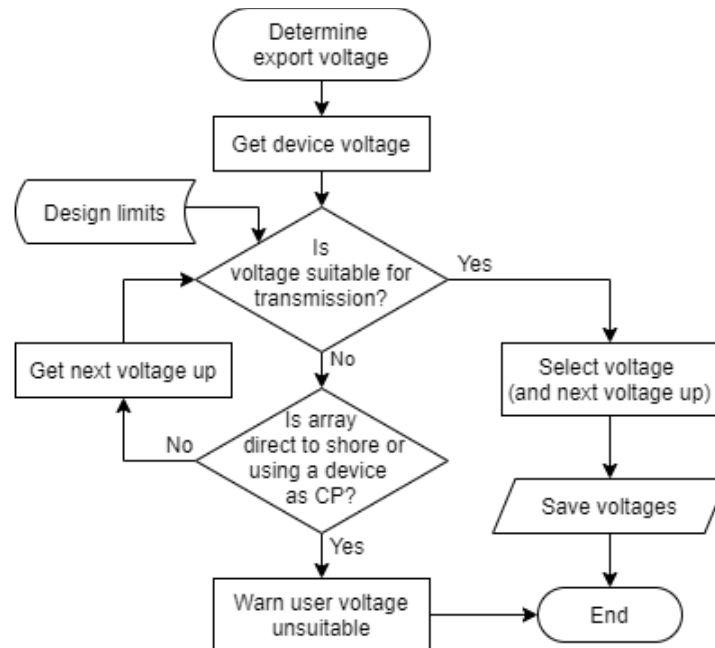 Determine
export voltage
Get device voltage
Design limits
Is
voltage suitable for
transmission?
Yes
No
Get next voltage up
Select voltage
(and next voltage up)
Is array
direct to shore or
using a device
as CP?
No
Yes
Save voltages
Warn user voltage
unsuitable
End